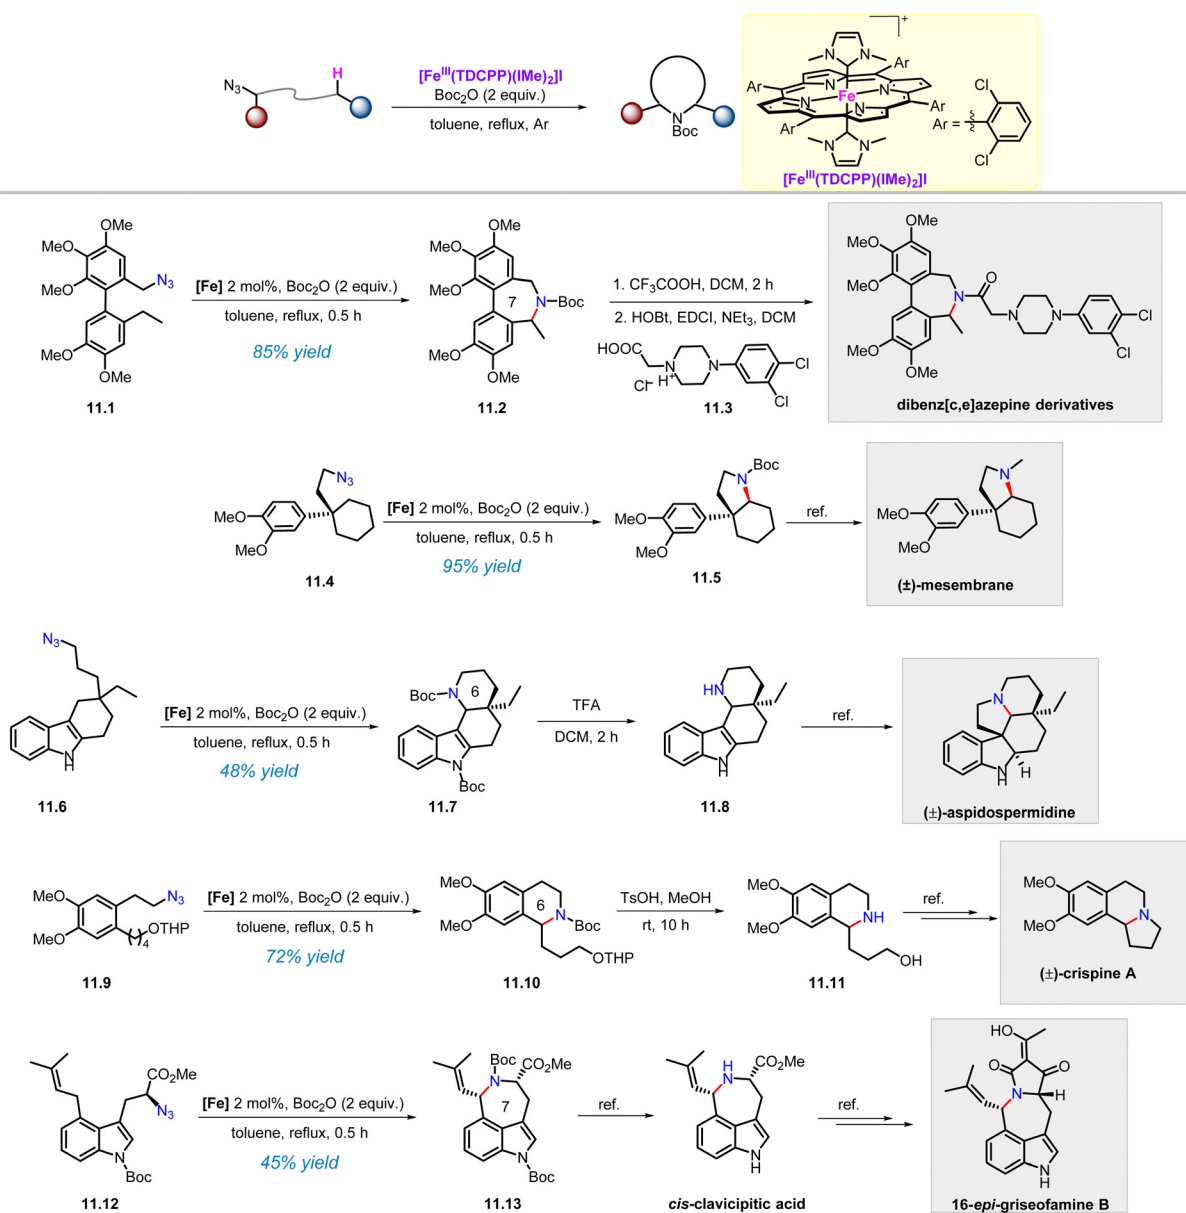 N₃
H
[Feᴵᴵᴵ(TDCPP)(IMe)₂]I
Boc₂O (2 equiv.)
toluene, reflux, Ar
N
Boc
+
N
N
Ar
Ar
N
N
Fe
N
N
Ar
Ar
N
N
Ar =
Cl
Cl
[Feᴵᴵᴵ(TDCPP)(IMe)₂]I
OMe
MeO
MeO
N₃
MeO
OMe
11.1
[Fe] 2 mol%, Boc₂O (2 equiv.)
toluene, reflux, 0.5 h
85% yield
OMe
MeO
MeO
7
N
Boc
MeO
OMe
11.2
1. CF₃COOH, DCM, 2 h
2. HOBt, EDCI, NEt₃, DCM
HOOC
N
H⁺
Cl⁻
N
Cl
Cl
11.3
OMe
MeO
MeO
O
N
N
N
Cl
Cl
MeO
OMe
dibenz[c,e]azepine derivatives
N₃
MeO
MeO
11.4
[Fe] 2 mol%, Boc₂O (2 equiv.)
toluene, reflux, 0.5 h
95% yield
Boc
N
MeO
MeO
11.5
ref.
N
MeO
MeO
(±)-mesembrane
N₃
N
H
11.6
[Fe] 2 mol%, Boc₂O (2 equiv.)
toluene, reflux, 0.5 h
48% yield
Boc
N
6
N
Boc
11.7
TFA
DCM, 2 h
HN
N
H
11.8
ref.
N
N
H
H
(±)-aspidospermidine
MeO
MeO
N₃
( )₄
OTHP
11.9
[Fe] 2 mol%, Boc₂O (2 equiv.)
toluene, reflux, 0.5 h
72% yield
MeO
MeO
6
N
Boc
OTHP
11.10
TsOH, MeOH
rt, 10 h
MeO
MeO
NH
OH
11.11
ref.
MeO
MeO
N
(±)-crispine A
CO₂Me
N₃
N
Boc
11.12
[Fe] 2 mol%, Boc₂O (2 equiv.)
toluene, reflux, 0.5 h
45% yield
Boc
CO₂Me
N
7
N
Boc
11.13
ref.
H
N
CO₂Me
N
H
cis-clavicipitic acid
ref.
HO
O
O
N
H
N
H
16-epi-griseofamine B